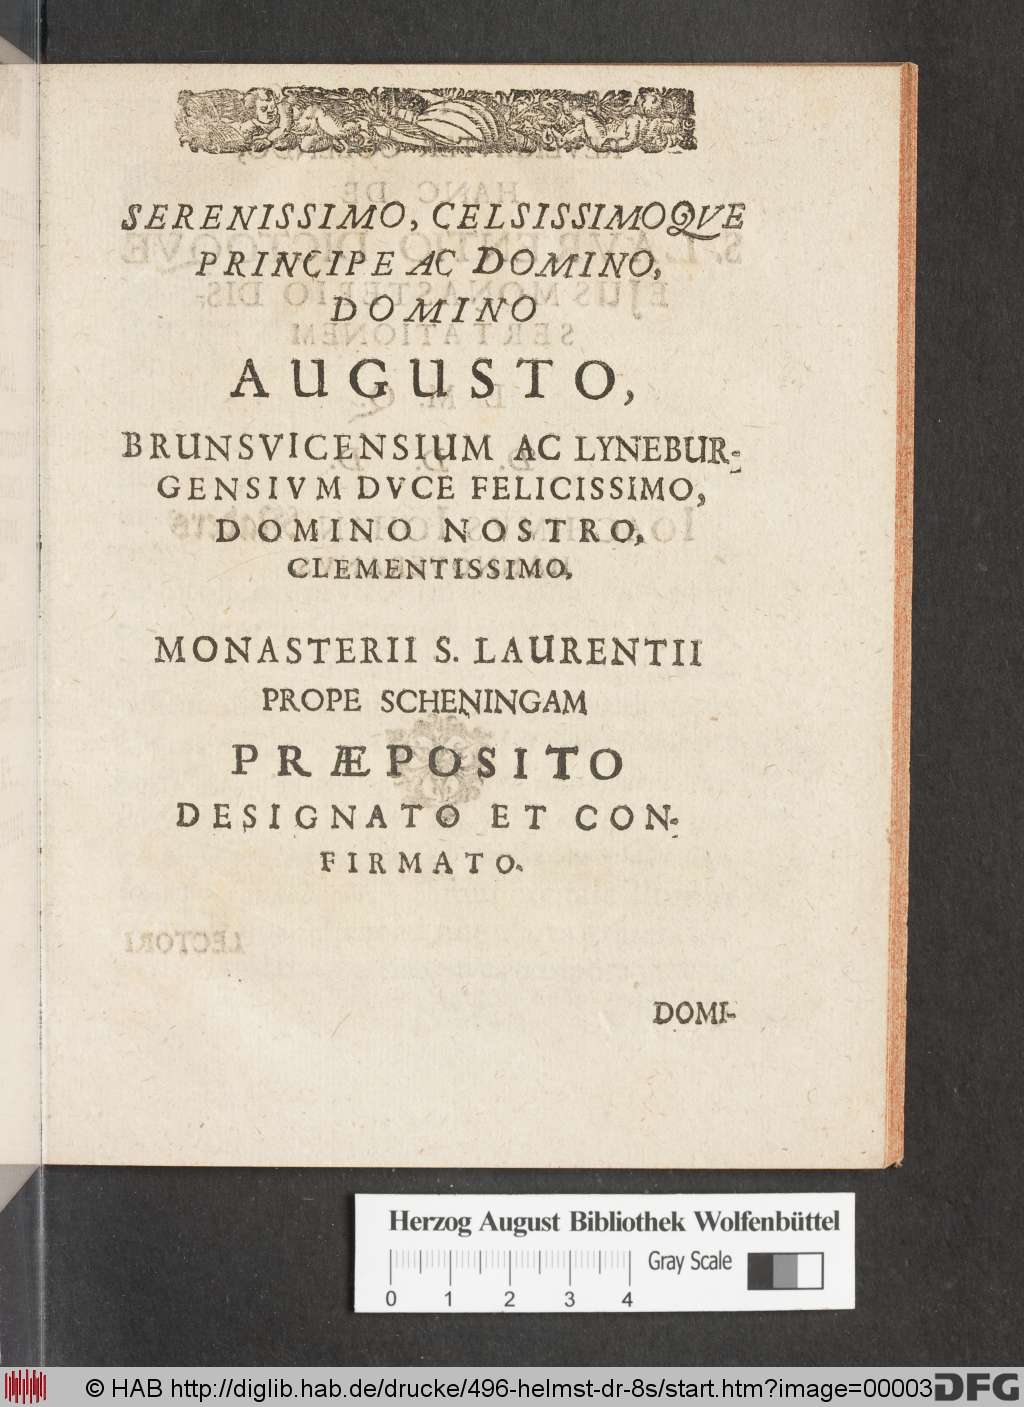 SERENISSIMO, CELSISSIMOQVE
PRINCIPE AC DOMINO,
DOMINO
AUGUSTO,
BRUNSVICENSIUM AC LYNEBUR-
GENSIVM DVCE FELICISSIMO,
DOMINO NOSTRO,
CLEMENTISSIMO,
MONASTERII S. LAURENTII
PROPE SCHENINGAM
PRÆPOSITO
DESIGNATO ET CON-
FIRMATO.
DOMI-
Herzog August Bibliothek Wolfenbüttel
Gray Scale
0 1 2 3 4
© HAB http://diglib.hab.de/drucke/496-helmst-dr-8s/start.htm?image=00003
DFG